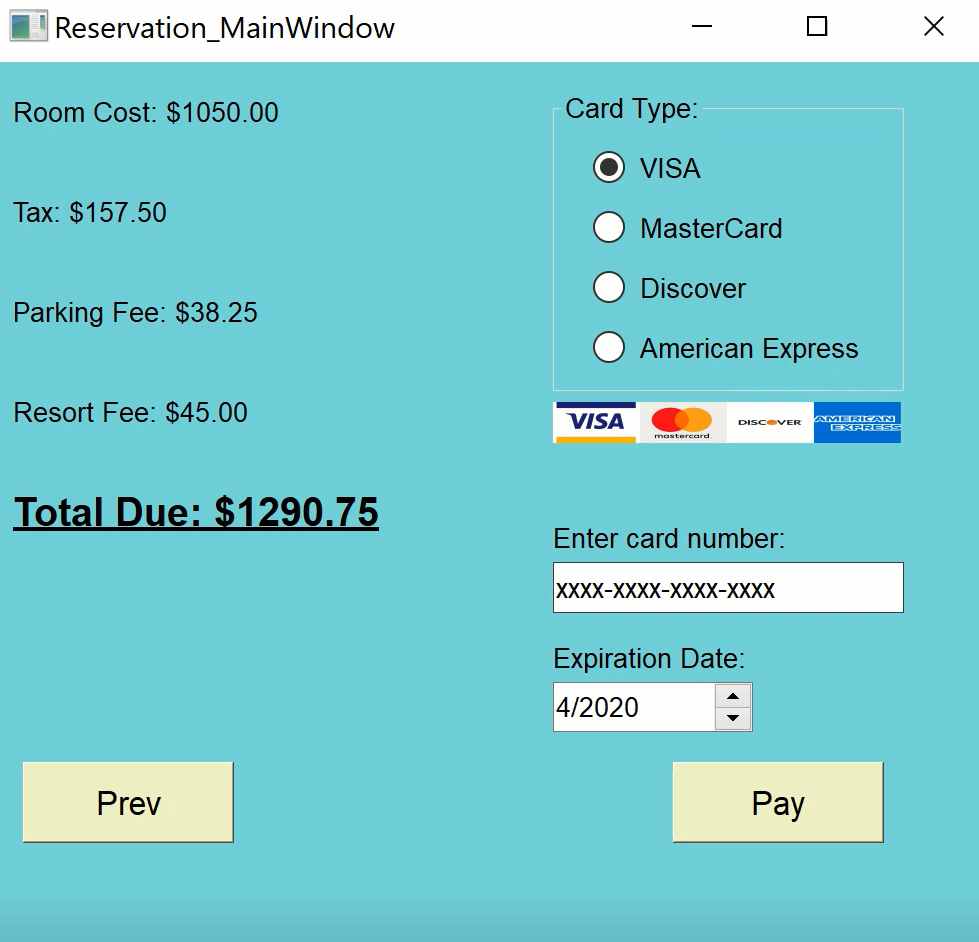 Reservation_MainWindow
Room Cost: $1050.00
Tax: $157.50
Parking Fee: $38.25
Resort Fee: $45.00
Total Due: $1290.75
Card Type:
VISA
MasterCard
Discover
American Express
VISA mastercard. DISCOVER AMERICAN EXPRESS
Enter card number:
xxxx-xxxx-xxxx-xxxx
Expiration Date:
4/2020
Prev
Pay